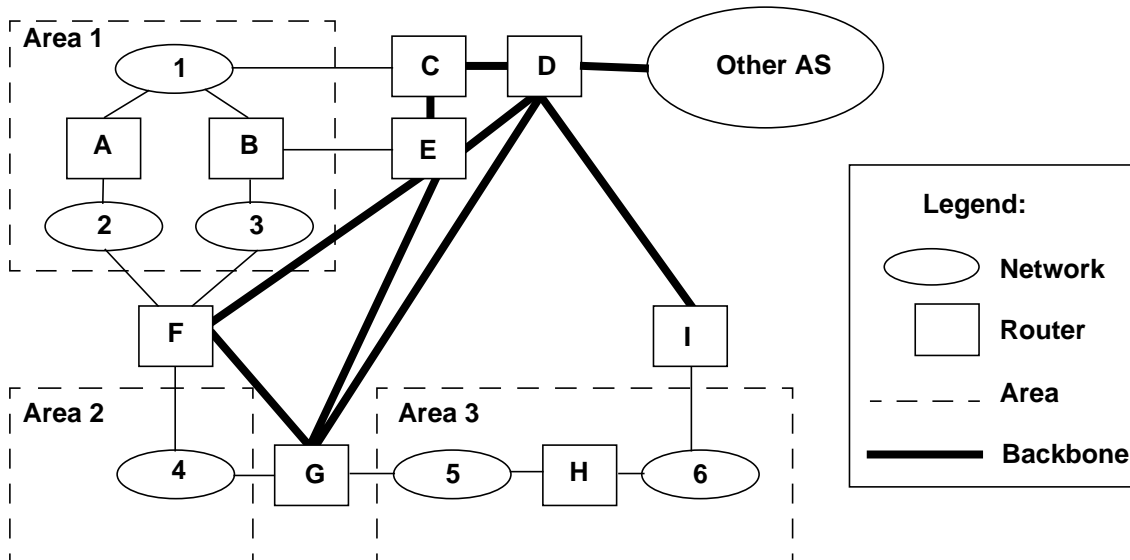 Area 1
1
C
D
Other AS
A
B
E
2
3
Legend:
Network
F
I
Router
Area 2
Area 3
Area
4
G
5
H
6
Backbone